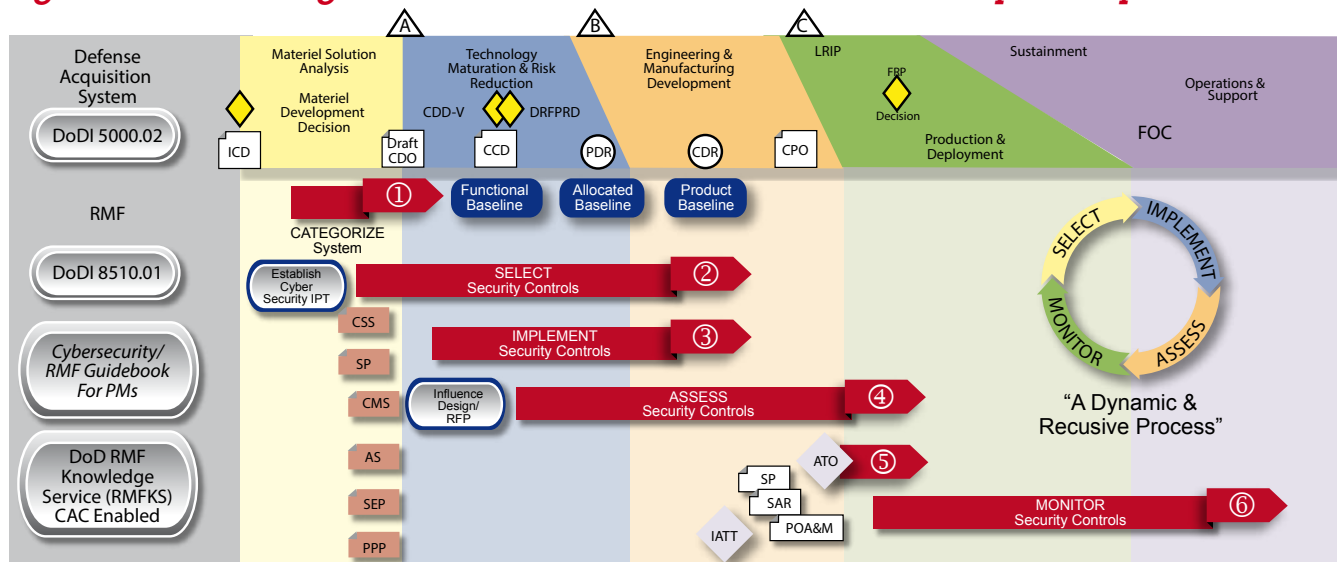 A
B
C
Defense
Acquisition
System
DoDI 5000.02
Materiel Solution
Analysis
Materiel
Development
Decision
ICD
Draft
CDO
Technology
Maturation & Risk
Reduction
CDD-V
DRFPRD
CCD
PDR
Engineering &
Manufacturing
Development
CDR
CPO
LRIP
FRP
Decision
Production &
Deployment
Sustainment
Operations &
Support
FOC
RMF
DoDI 8510.01
Cybersecurity/
RMF Guidebook
For PMs
DoD RMF
Knowledge
Service (RMFKS)
CAC Enabled
①
CATEGORIZE
System
Functional
Baseline
Allocated
Baseline
Product
Baseline
Establish
Cyber
Security IPT
SELECT
Security Controls
②
CSS
SP
CMS
AS
SEP
PPP
IMPLEMENT
Security Controls
③
Influence
Design/
RFP
ASSESS
Security Controls
④
ATO
⑤
SP
SAR
POA&M
IATT
MONITOR
Security Controls
⑥
SELECT
IMPLEMENT
ASSESS
MONITOR
“A Dynamic &
Recusive Process”